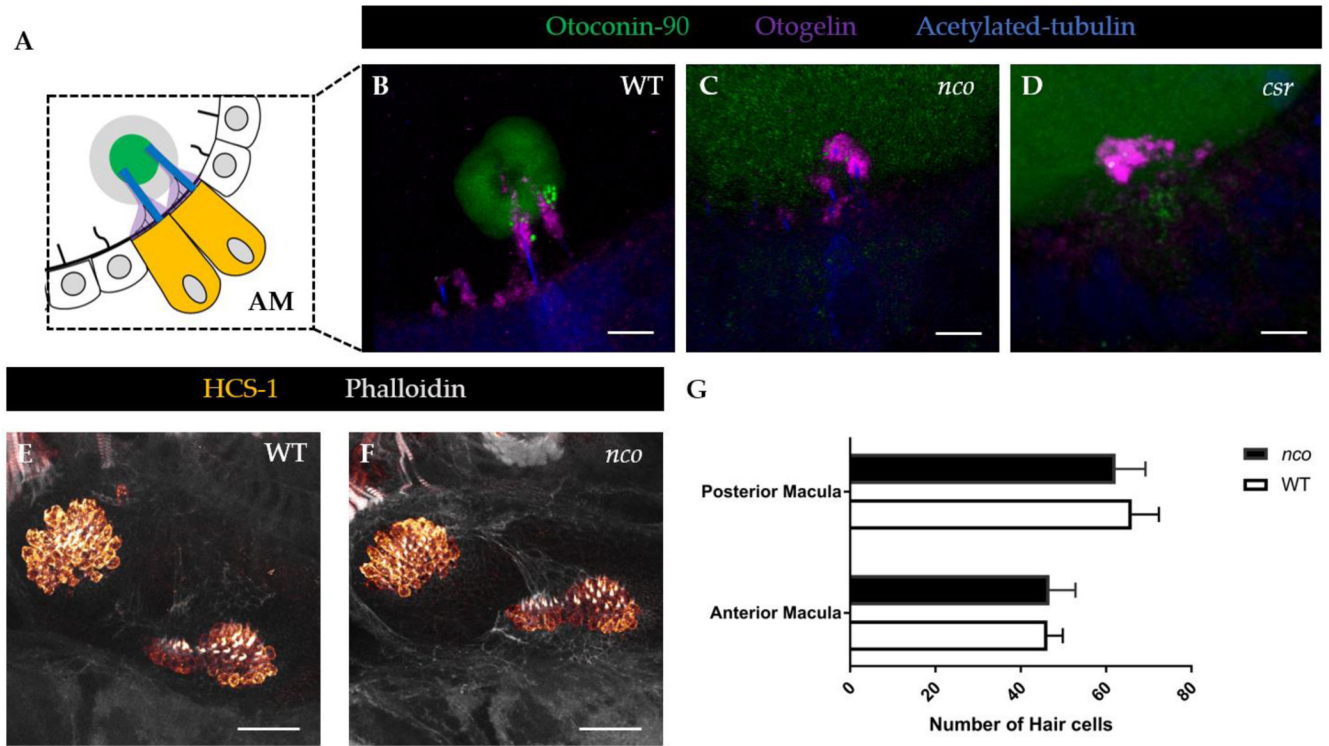 A
Otoconin-90 Otogelin Acetylated-tubulin
B WT
C nco
D csr
AM
HCS-1 Phalloidin
E WT
F nco
G
nco
WT
Posterior Macula
Anterior Macula
0 20 40 60 80
Number of Hair cells